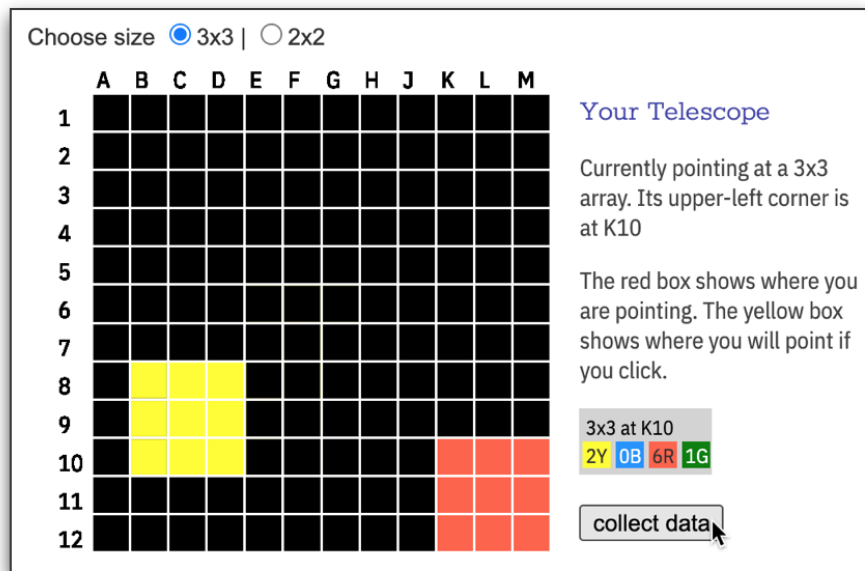 Choose size 3x3 | 2x2
A B C D E F G H J K L M
1
2
3
4
5
6
7
8
9
10
11
12
Your Telescope
Currently pointing at a 3x3
array. Its upper-left corner is
at K10
The red box shows where you
are pointing. The yellow box
shows where you will point if
you click.
3x3 at K10
2Y 0B 6R 1G
collect data